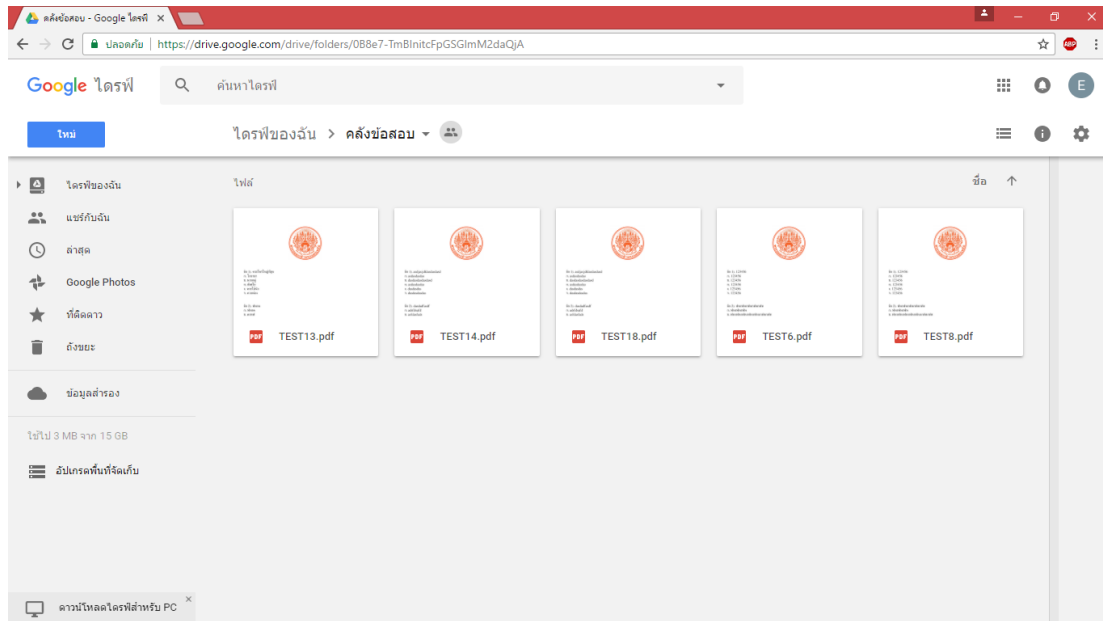 คลังข้อสอบ - Google ไดรฟ์
ปลอดภัย https://drive.google.com/drive/folders/0B8e7-TmBInitcFpGSGlmM2daQjA
ABP
Google ไดรฟ์ ค้นหาไดรฟ์ E
ใหม่ ไดรฟ์ของฉัน > คลังข้อสอบ
ไดรฟ์ของฉัน
แชร์กับฉัน
ล่าสุด
Google Photos
ที่ติดดาว
ถังขยะ
ข้อมูลสำรอง
ใช้ไป 3 MB จาก 15 GB
อัปเกรดพื้นที่จัดเก็บ
ดาวน์โหลดไดรฟ์สำหรับ PC
ไฟล์ ชื่อ
PDF TEST13.pdf PDF TEST14.pdf PDF TEST18.pdf PDF TEST6.pdf PDF TEST8.pdf